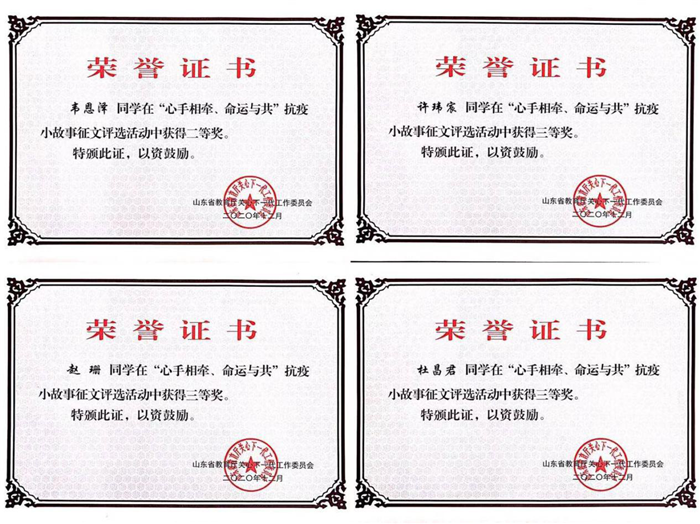 荣誉证书
韦恩泽 同学在“心手相牵、命运与共”抗疫
小故事征文评选活动中获得二等奖。
特颁此证，以资鼓励。
山东省教育厅关心下一代工作委员会
二〇二〇年十二月
荣誉证书
许玮宸 同学在“心手相牵、命运与共”抗疫
小故事征文评选活动中获得三等奖。
特颁此证，以资鼓励。
山东省教育厅关心下一代工作委员会
二〇二〇年十二月
荣誉证书
赵珊 同学在“心手相牵、命运与共”抗疫
小故事征文评选活动中获得三等奖。
特颁此证，以资鼓励。
山东省教育厅关心下一代工作委员会
二〇二〇年十二月
荣誉证书
杜昌君 同学在“心手相牵、命运与共”抗疫
小故事征文评选活动中获得三等奖。
特颁此证，以资鼓励。
山东省教育厅关心下一代工作委员会
二〇二〇年十二月